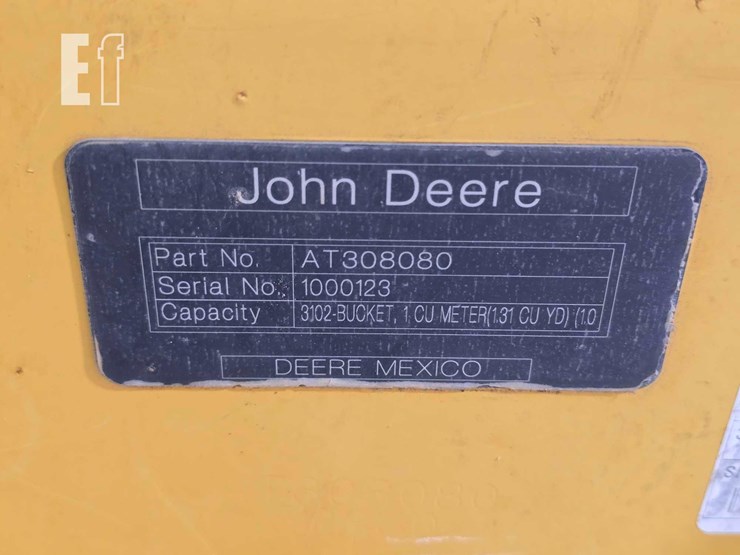 Ef
John Deere
Part No. AT308080
Serial No. 1000123
Capacity 3102-BUCKET, 1 CU METER(1.31 CU YD) (1.0
DEERE MEXICO